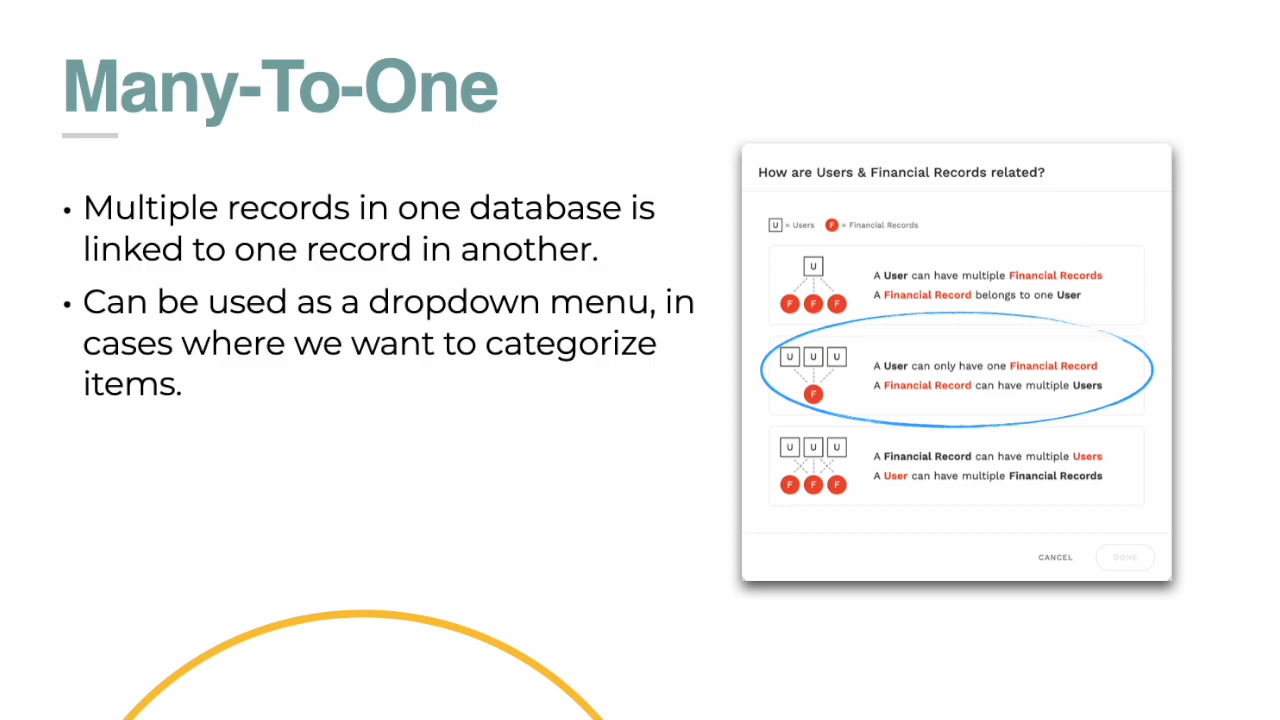 Many-To-One
• Multiple records in one database is
linked to one record in another.
• Can be used as a dropdown menu, in
cases where we want to categorize
items.
How are Users & Financial Records related?
U = Users F = Financial Records
U
F F F
A User can have multiple Financial Records
A Financial Record belongs to one User
U U U
F
A User can only have one Financial Record
A Financial Record can have multiple Users
U U U
F F F
A Financial Record can have multiple Users
A User can have multiple Financial Records
CANCEL DONE